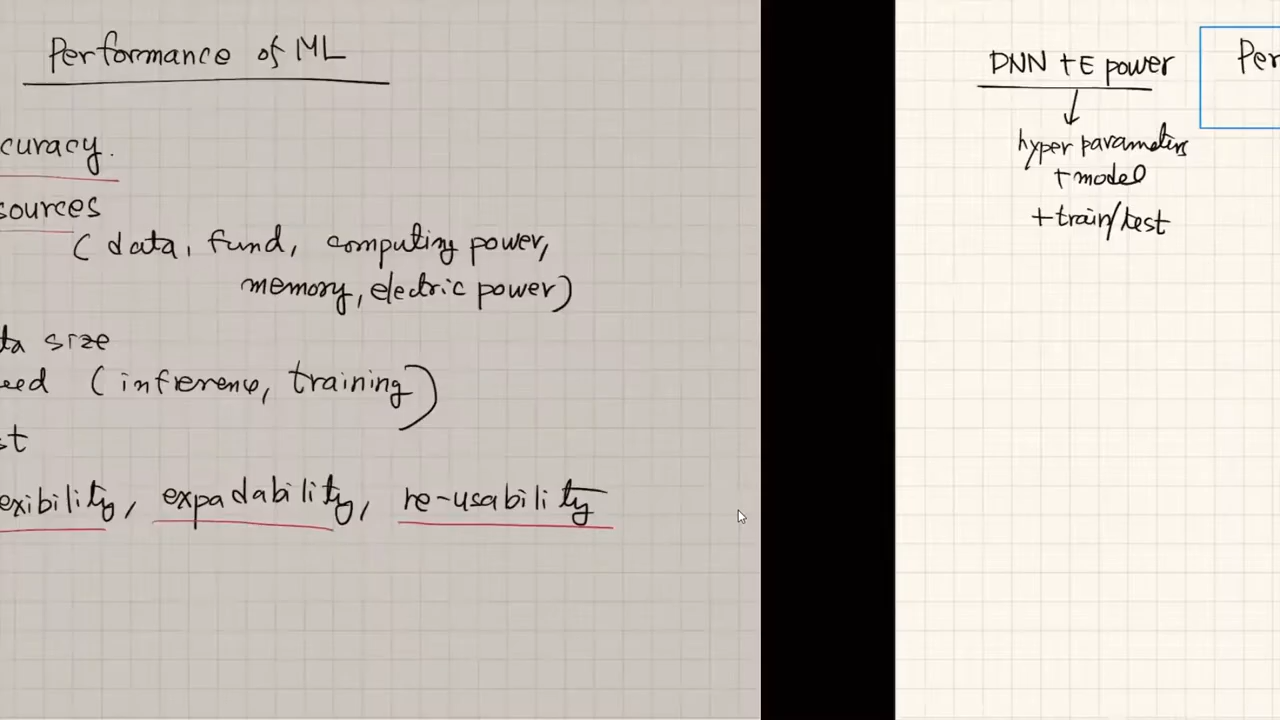 Performance of ML
curacy.
sources
( data, fund, computing power,
memory, electric power)
ta size
eed ( inference, training)
st
exibility, expadability, re-usability
DNN + E power
hyper parameters
+ model
+ train/test
Per